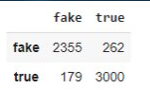 fake true
fake 2355 262
true 179 3000